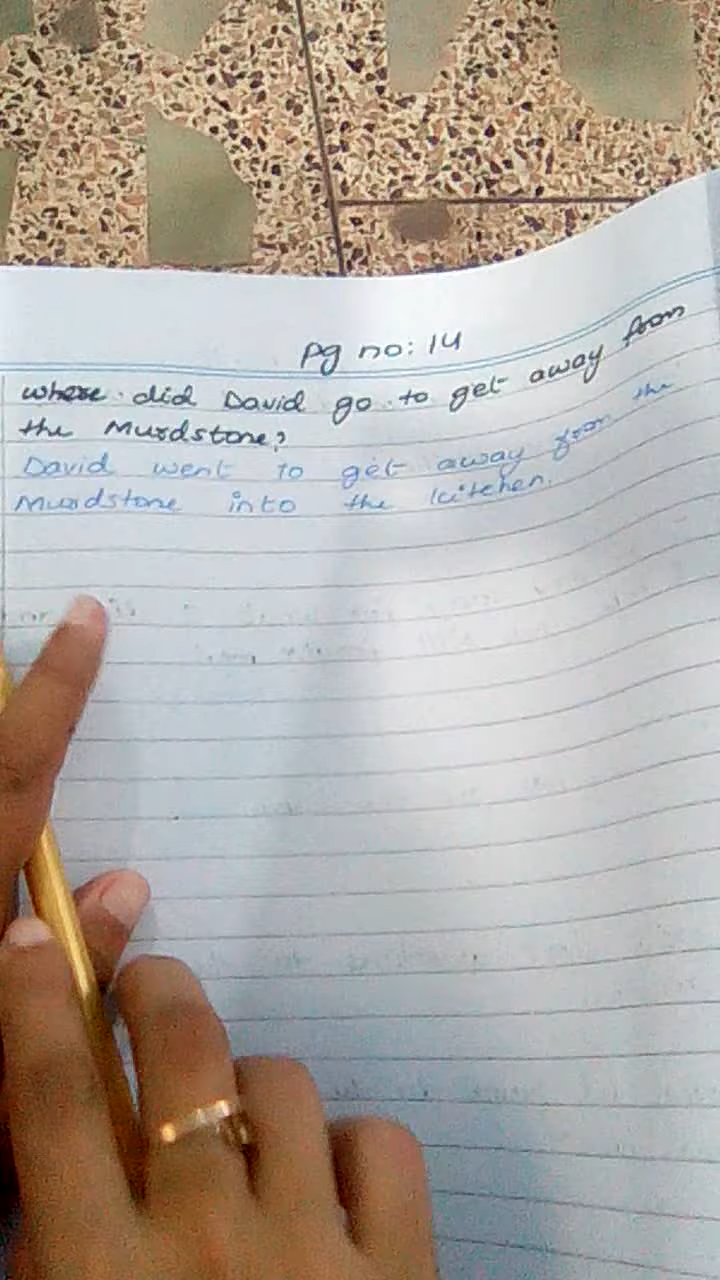 Pg no: 14
where did David go to get away from
the Murdstone?
David went to get away from the
Murdstone into the kitchen.